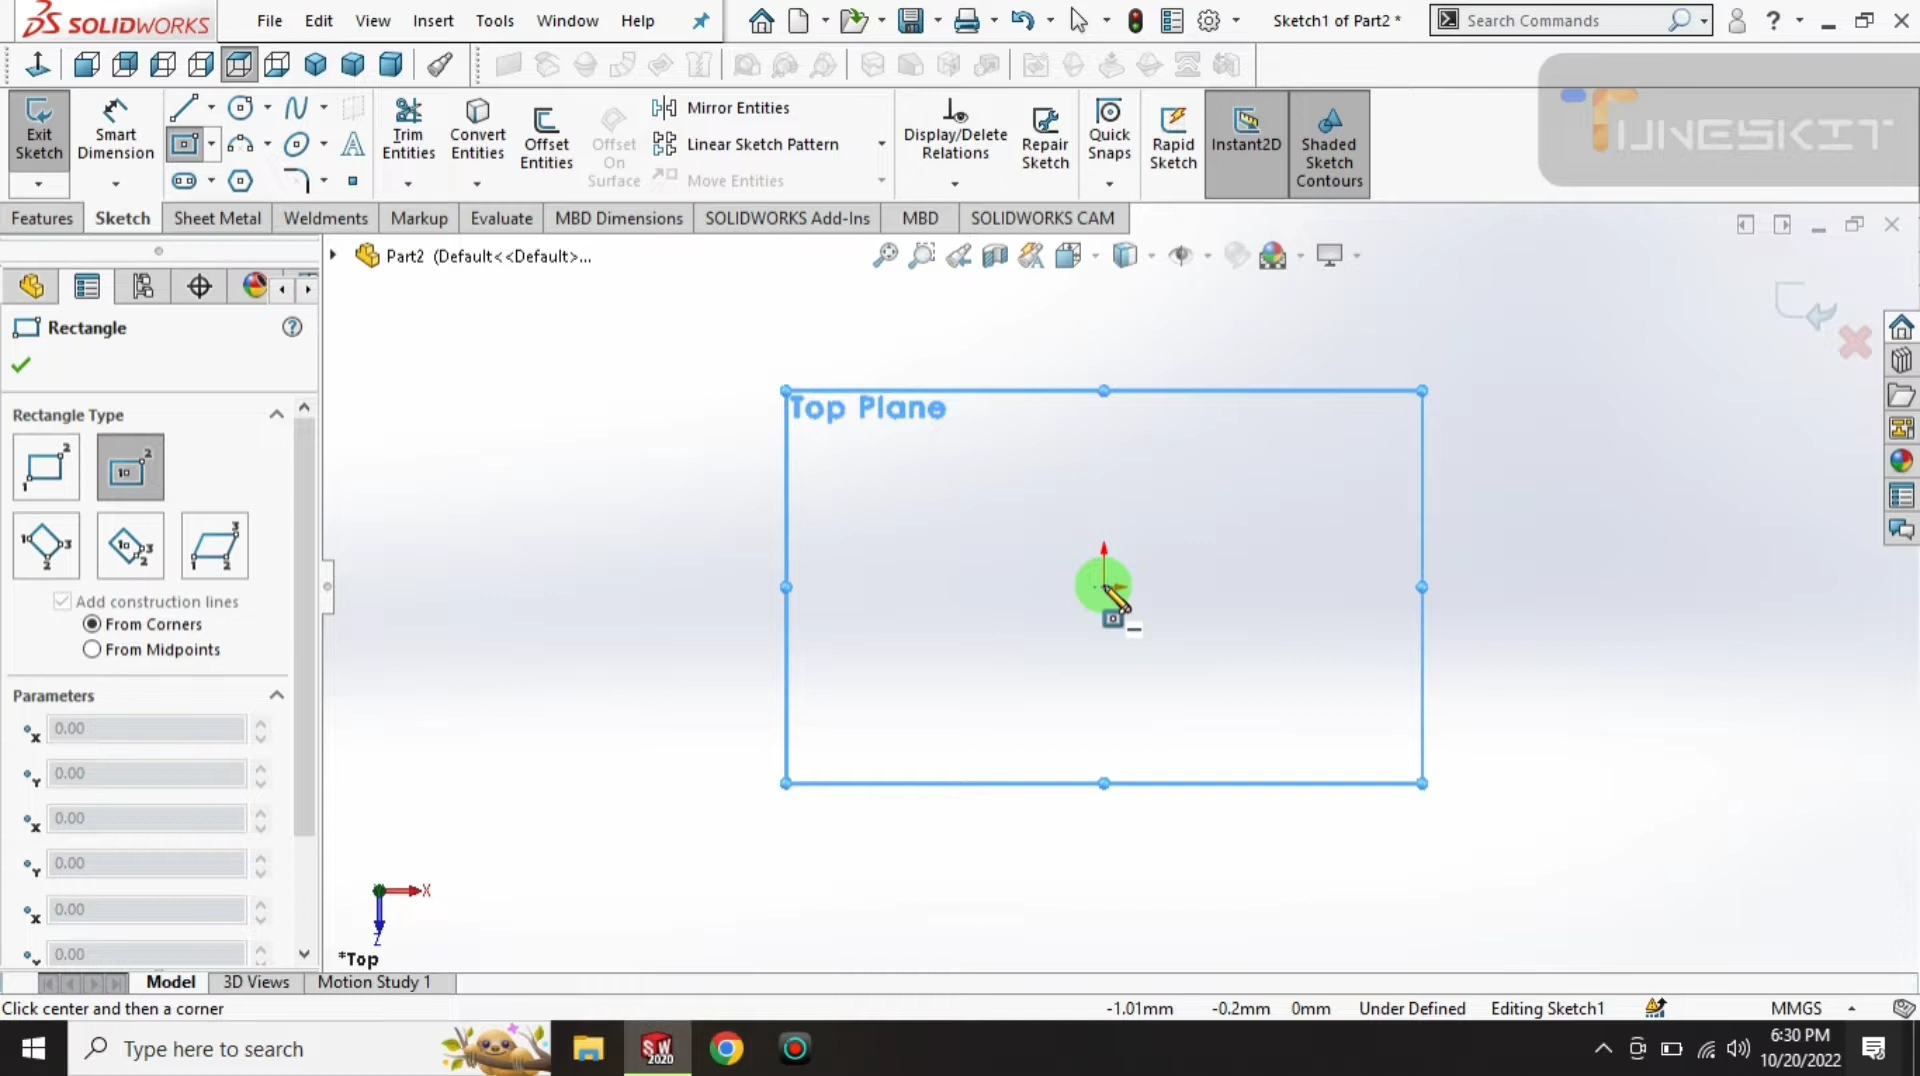 SOLIDWORKS
File
Edit
View
Insert
Tools
Window
Help
Sketch1 of Part2 *
Search Commands
?
Exit
Sketch
Smart
Dimension
Trim
Entities
Convert
Entities
Offset
Entities
Offset
On
Surface
Mirror Entities
Linear Sketch Pattern
Move Entities
Display/Delete
Relations
Repair
Sketch
Quick
Snaps
Rapid
Sketch
Instant2D
Shaded
Sketch
Contours
TUNESKIT
Features
Sketch
Sheet Metal
Weldments
Markup
Evaluate
MBD Dimensions
SOLIDWORKS Add-Ins
MBD
SOLIDWORKS CAM
Part2 (Default<<Default>...
Rectangle
?
Rectangle Type
Add construction lines
From Corners
From Midpoints
Parameters
X 0.00
Y 0.00
X 0.00
Y 0.00
X 0.00
0.00
Top Plane
X
Z
*Top
Model
3D Views
Motion Study 1
Click center and then a corner
-1.01mm
-0.2mm
0mm
Under Defined
Editing Sketch1
MMGS
Type here to search
SW
2020
6:30 PM
10/20/2022